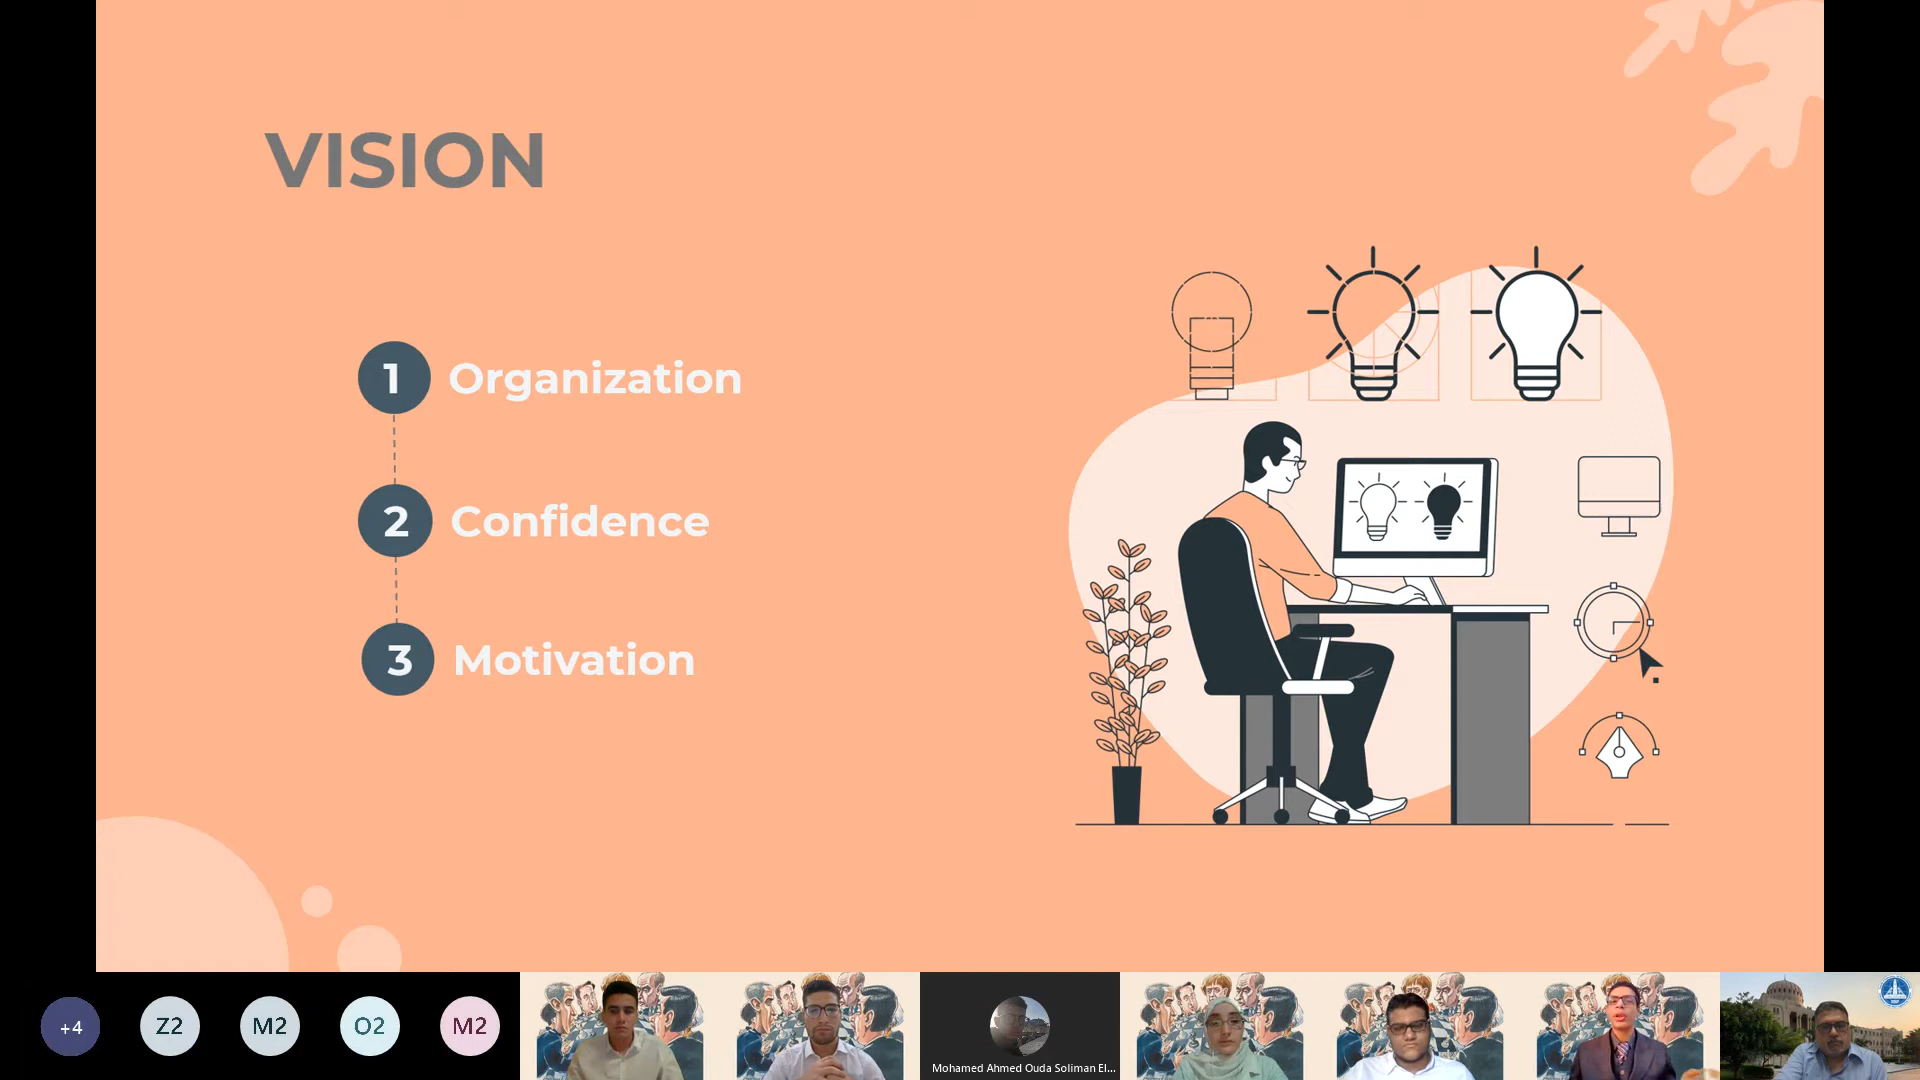 VISION
1 Organization
2 Confidence
3 Motivation
+4
Z2
M2
O2
M2
Mohamed Ahmed Ouda Soliman El...